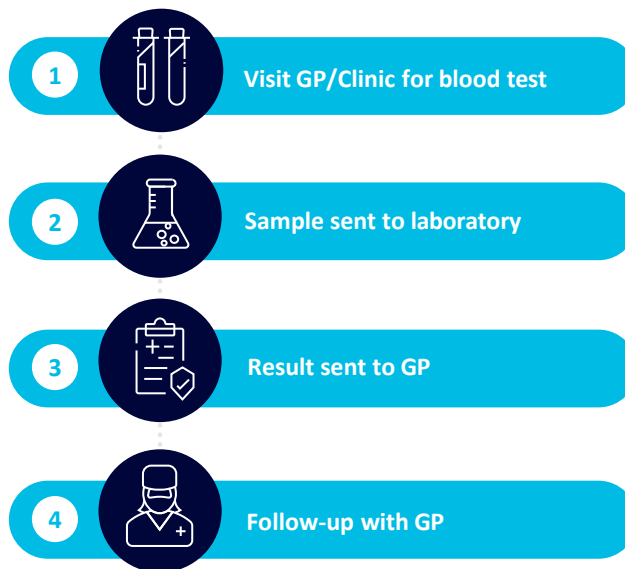 1
Visit GP/Clinic for blood test
2
Sample sent to laboratory
3
Result sent to GP
4
Follow-up with GP